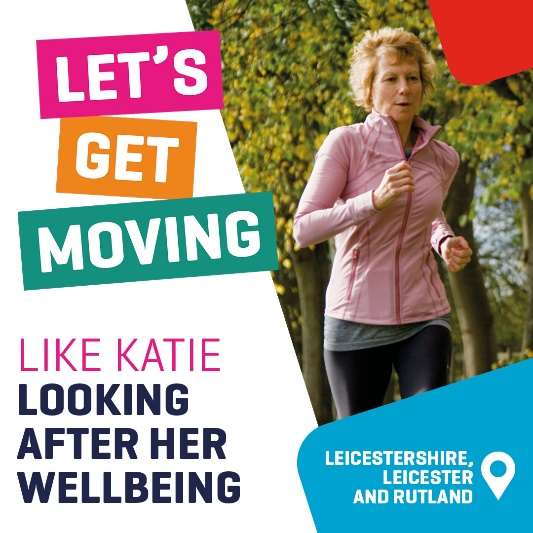 LET'S
GET
MOVING
LIKE KATIE
LOOKING
AFTER HER
WELLBEING
LEICESTERSHIRE,
LEICESTER
AND RUTLAND